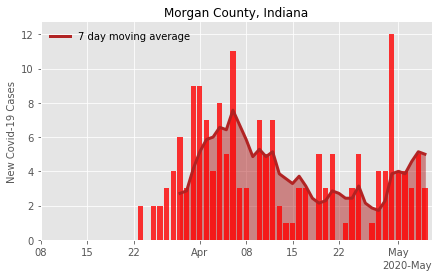 Morgan County, Indiana
7 day moving average
New Covid-19 Cases
12
10
8
6
4
2
0
08
15
22
Apr
08
15
22
May
2020-May